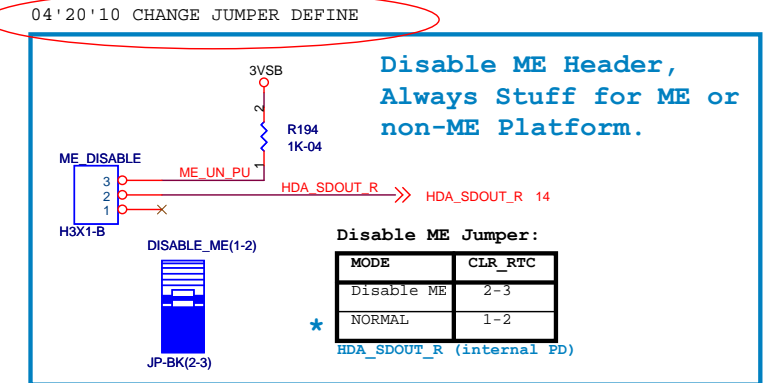 04'20'10 CHANGE JUMPER DEFINE
Disable ME Header,
Always Stuff for ME or
non-ME Platform.
3VSB
2
R194
1K-04
1
ME_DISABLE
ME_UN_PU
3
HDA_SDOUT_R
2
HDA_SDOUT_R 14
1
H3X1-B
DISABLE_ME(1-2)
JP-BK(2-3)
Disable ME Jumper:
MODE CLR_RTC
Disable ME 2-3
* NORMAL 1-2
HDA_SDOUT_R (internal PD)